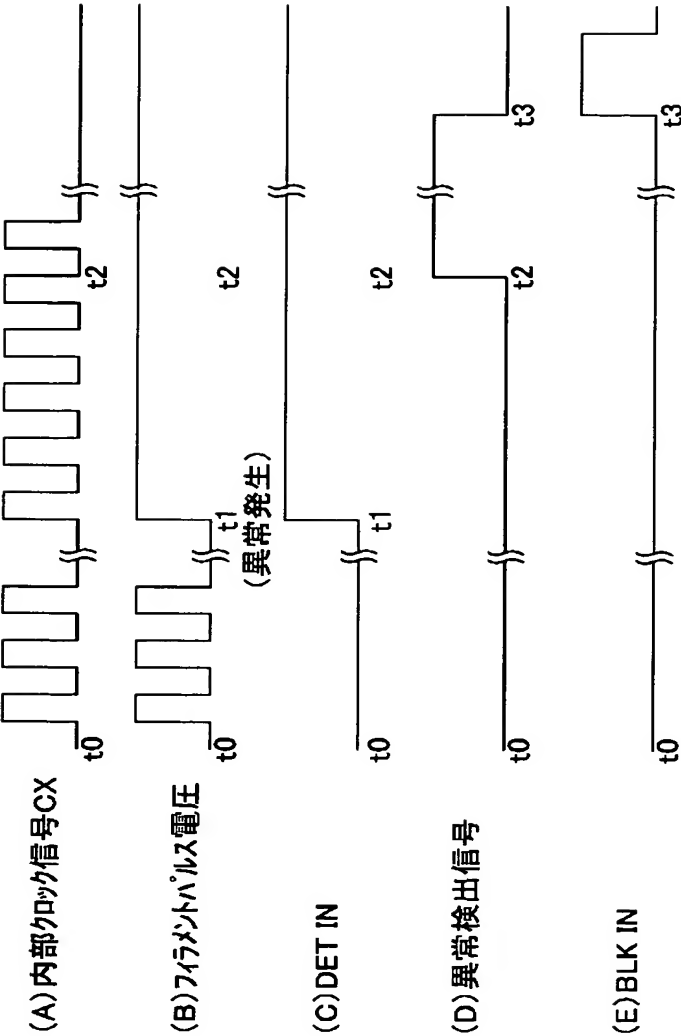 (A)内部クロック信号CX
t0
t2
(B)フィラメントパルス電圧
t0
t1
(異常発生)
t2
(C)DET IN
t0
t1
t2
(D)異常検出信号
t0
t2
t3
(E)BLK IN
t0
t3